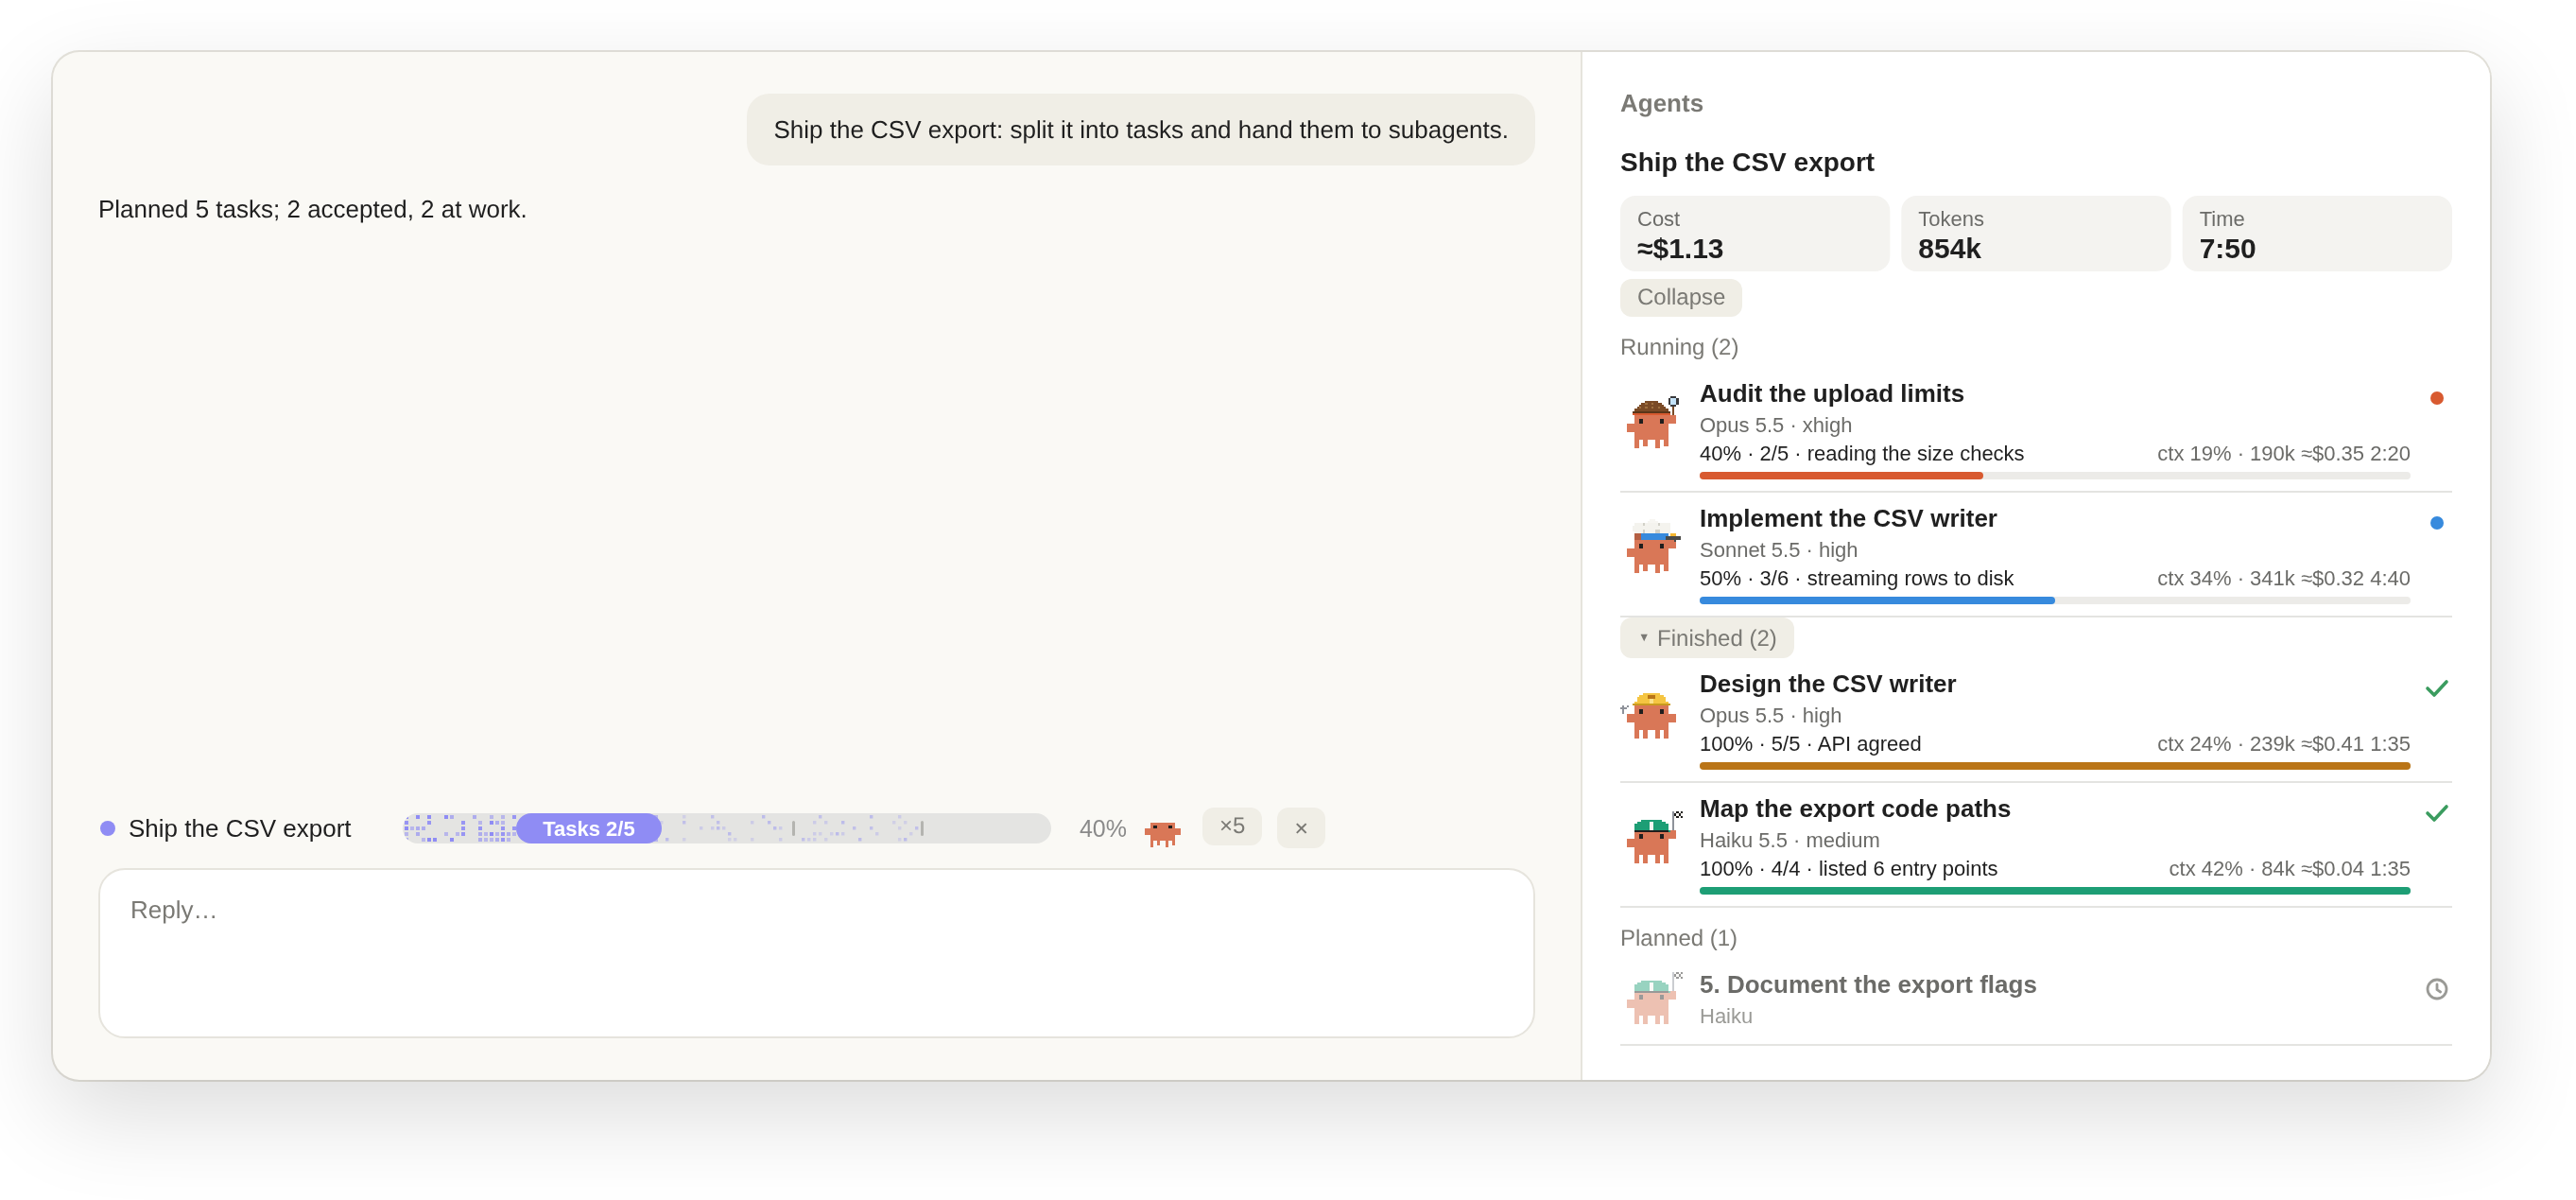 Ship the CSV export: split it into tasks and hand them to subagents.
Planned 5 tasks; 2 accepted, 2 at work.
Ship the CSV export
Tasks 2/5
40%
×5
×
Reply…
Agents
Ship the CSV export
Cost
≈$1.13
Tokens
854k
Time
7:50
Collapse
Running (2)
Audit the upload limits
Opus 5.5 · xhigh
40% · 2/5 · reading the size checks
ctx 19% · 190k ≈$0.35 2:20
Implement the CSV writer
Sonnet 5.5 · high
50% · 3/6 · streaming rows to disk
ctx 34% · 341k ≈$0.32 4:40
▾ Finished (2)
Design the CSV writer
Opus 5.5 · high
100% · 5/5 · API agreed
ctx 24% · 239k ≈$0.41 1:35
Map the export code paths
Haiku 5.5 · medium
100% · 4/4 · listed 6 entry points
ctx 42% · 84k ≈$0.04 1:35
Planned (1)
5. Document the export flags
Haiku